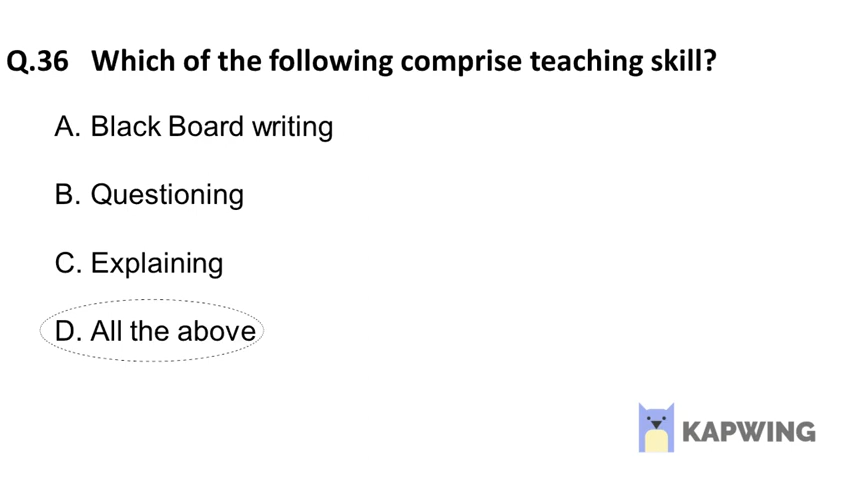 Q.36 Which of the following comprise teaching skill?
A. Black Board writing
B. Questioning
C. Explaining
D. All the above
KAPWING